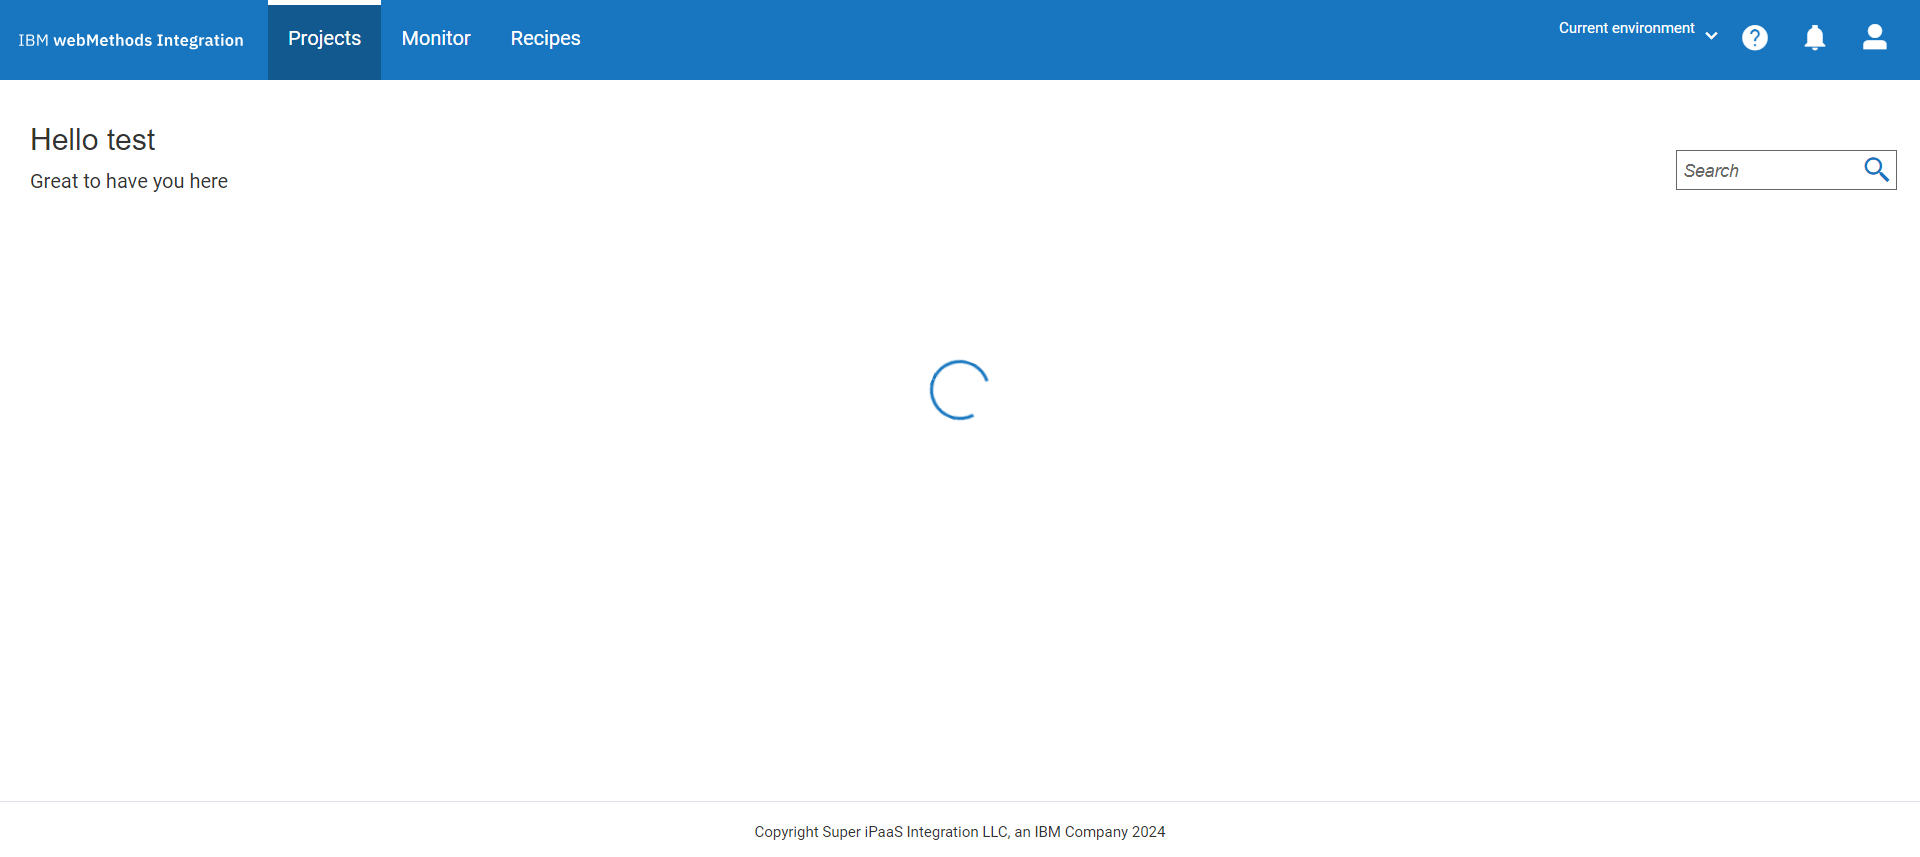 IBM webMethods Integration
Projects
Monitor
Recipes
Current environment
Hello test
Great to have you here
Search
Copyright Super iPaaS Integration LLC, an IBM Company 2024